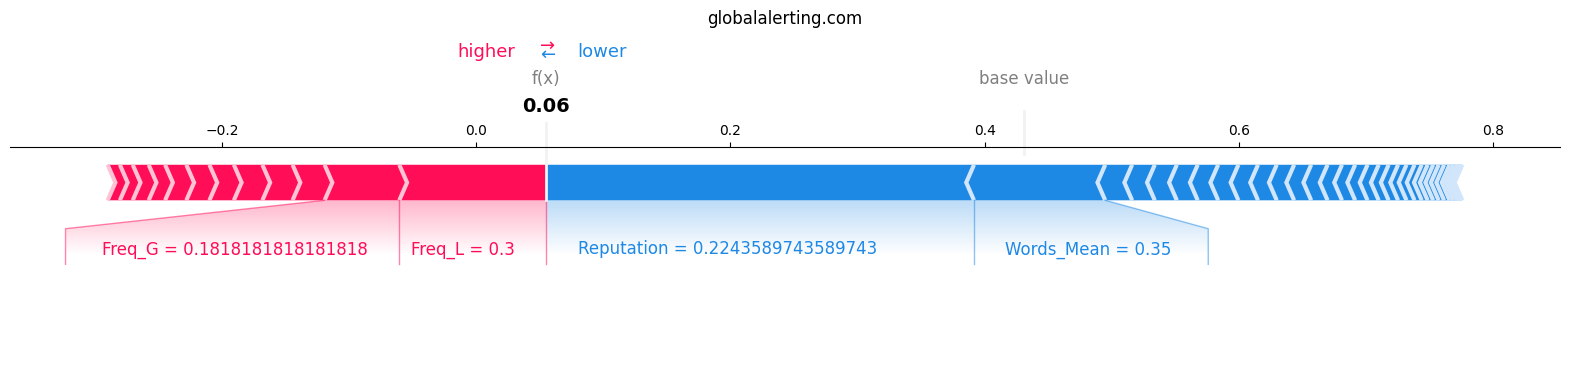 globalalerting.com
higher ⇄ lower
f(x) base value
0.06
−0.2 0.0 0.2 0.4 0.6 0.8
Freq_G = 0.1818181818181818 Freq_L = 0.3 Reputation = 0.2243589743589743 Words_Mean = 0.35